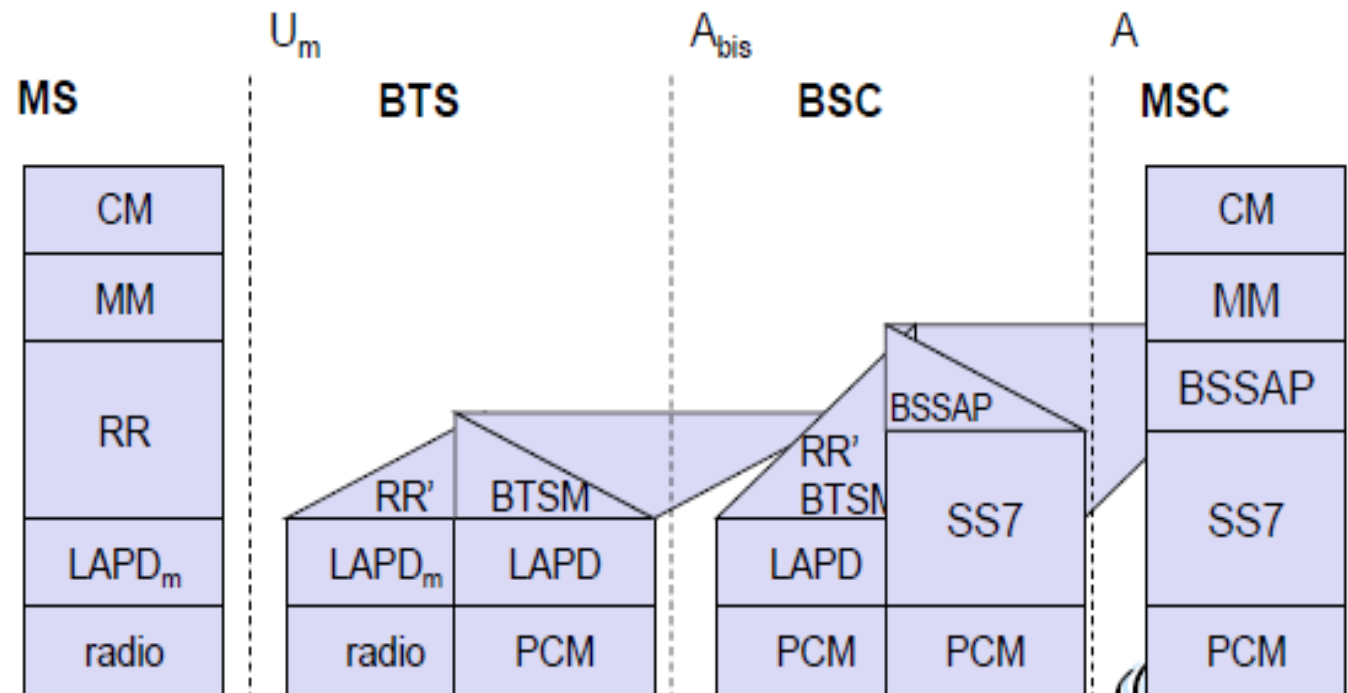 Um Abis A
MS BTS BSC MSC
CM CM
MM MM
RR BSSAP BSSAP
RR' BTSM RR' BTSM SS7 SS7
LAPDm LAPDm LAPD LAPD
radio radio PCM PCM PCM PCM